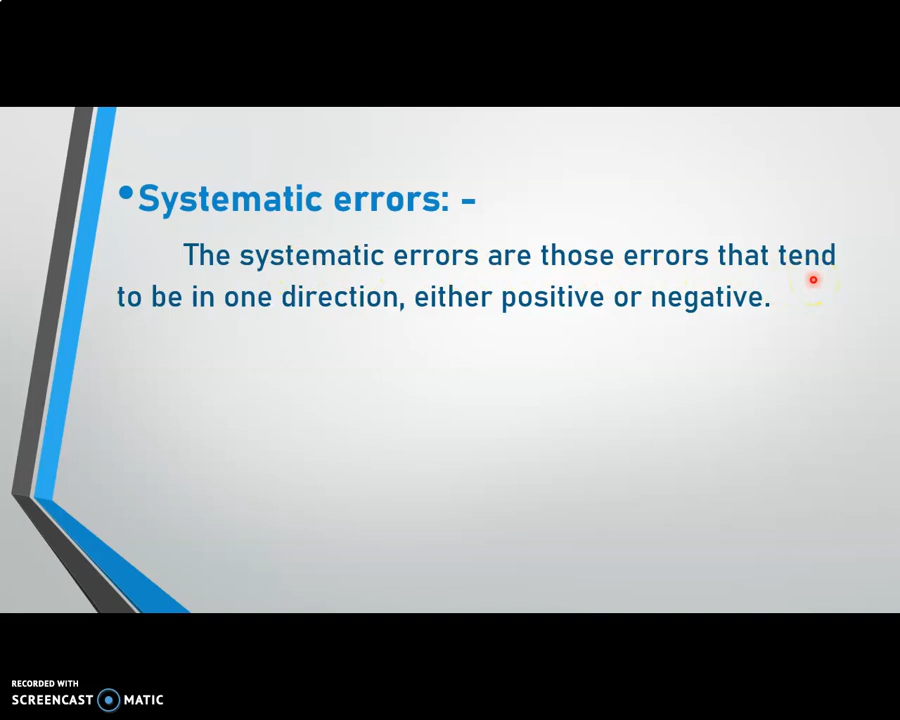 •Systematic errors: -
The systematic errors are those errors that tend
to be in one direction, either positive or negative.
RECORDED WITH
SCREENCAST MATIC